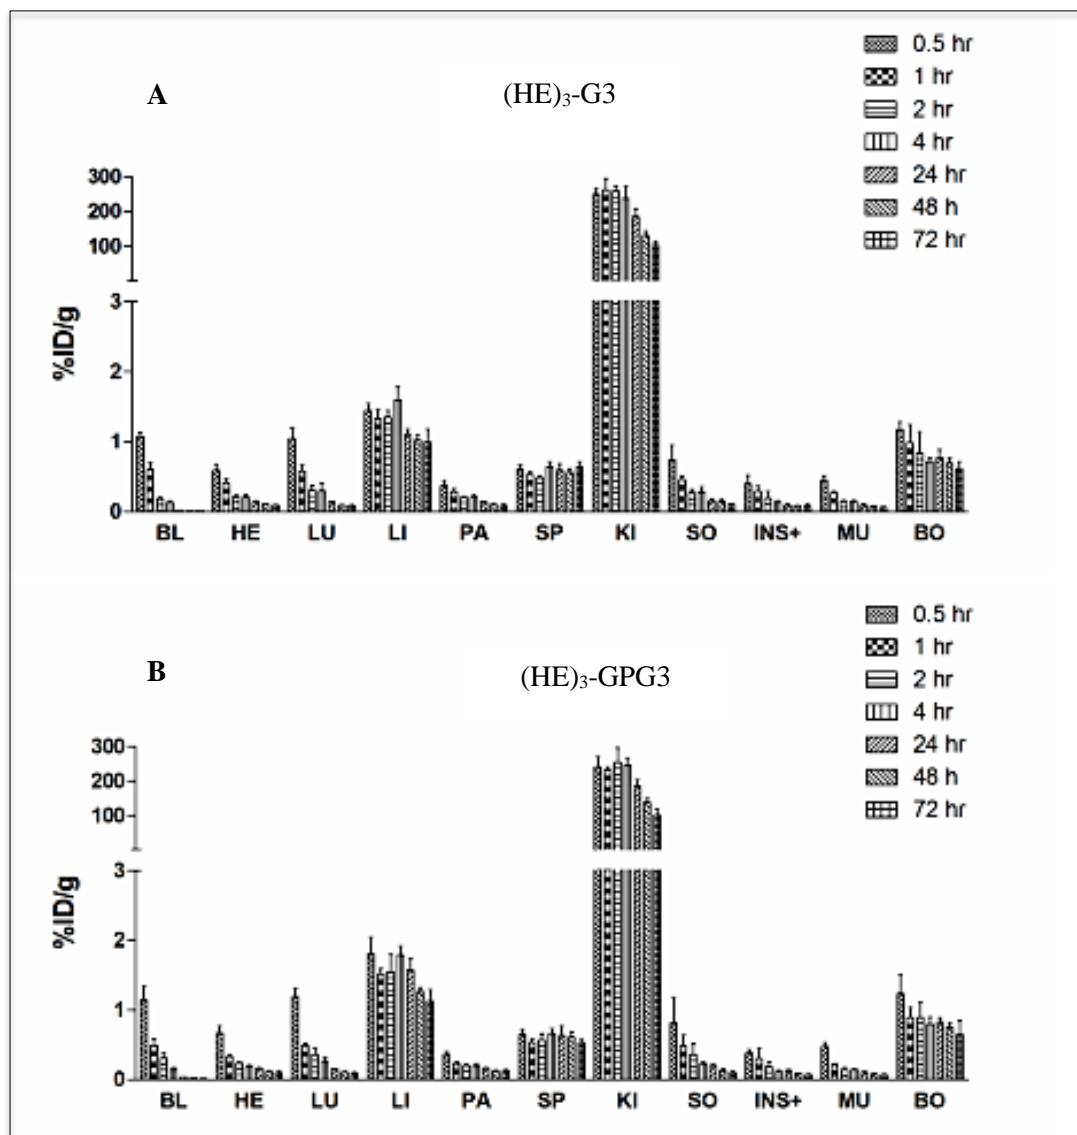 A
(HE)₃-G3
0.5 hr
1 hr
2 hr
4 hr
24 hr
48 h
72 hr
300
200
100
3
2
1
0
%ID/g
BL HE LU LI PA SP KI SO INS+ MU BO
B
(HE)₃-GPG3
0.5 hr
1 hr
2 hr
4 hr
24 hr
48 h
72 hr
300
200
100
3
2
1
0
%ID/g
BL HE LU LI PA SP KI SO INS+ MU BO